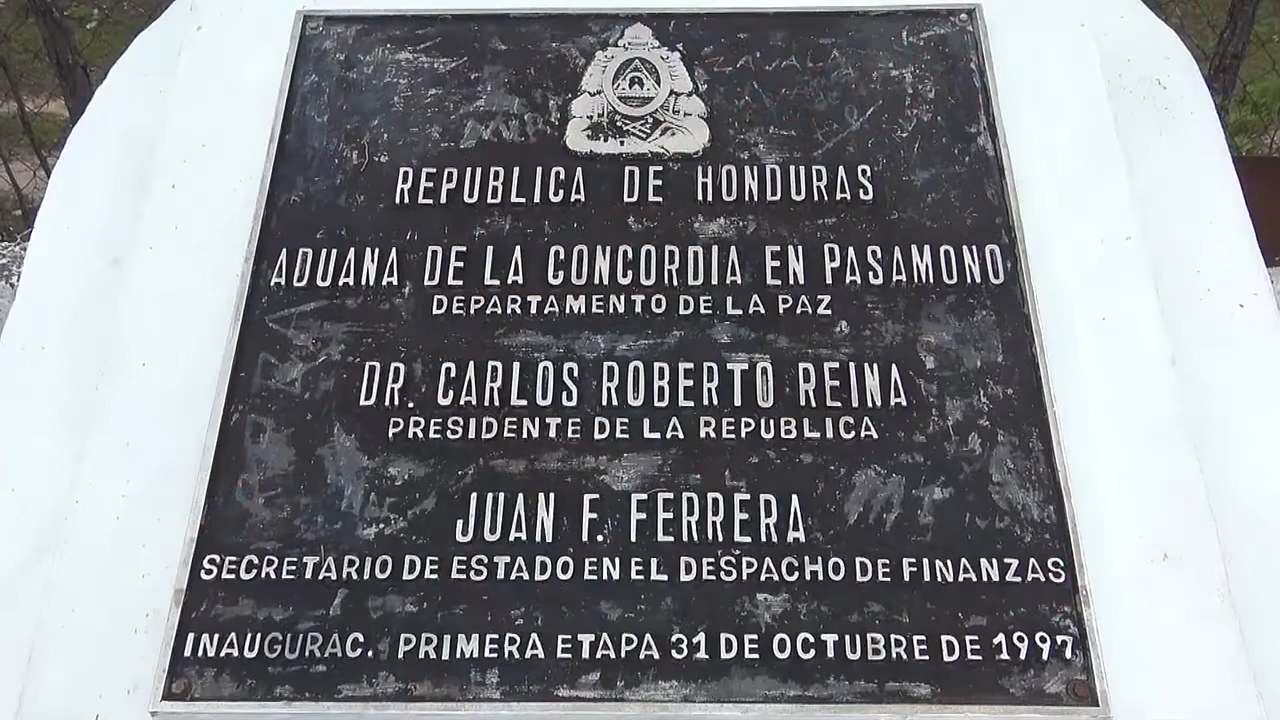 ZAVALA
REPUBLICA DE HONDURAS
ADUANA DE LA CONCORDIA EN PASAMONO
DEPARTAMENTO DE LA PAZ
DR. CARLOS ROBERTO REINA
PRESIDENTE DE LA REPUBLICA
JUAN F. FERRERA
SECRETARIO DE ESTADO EN EL DESPACHO DE FINANZAS
INAUGURAC. PRIMERA ETAPA 31 DE OCTUBRE DE 1997